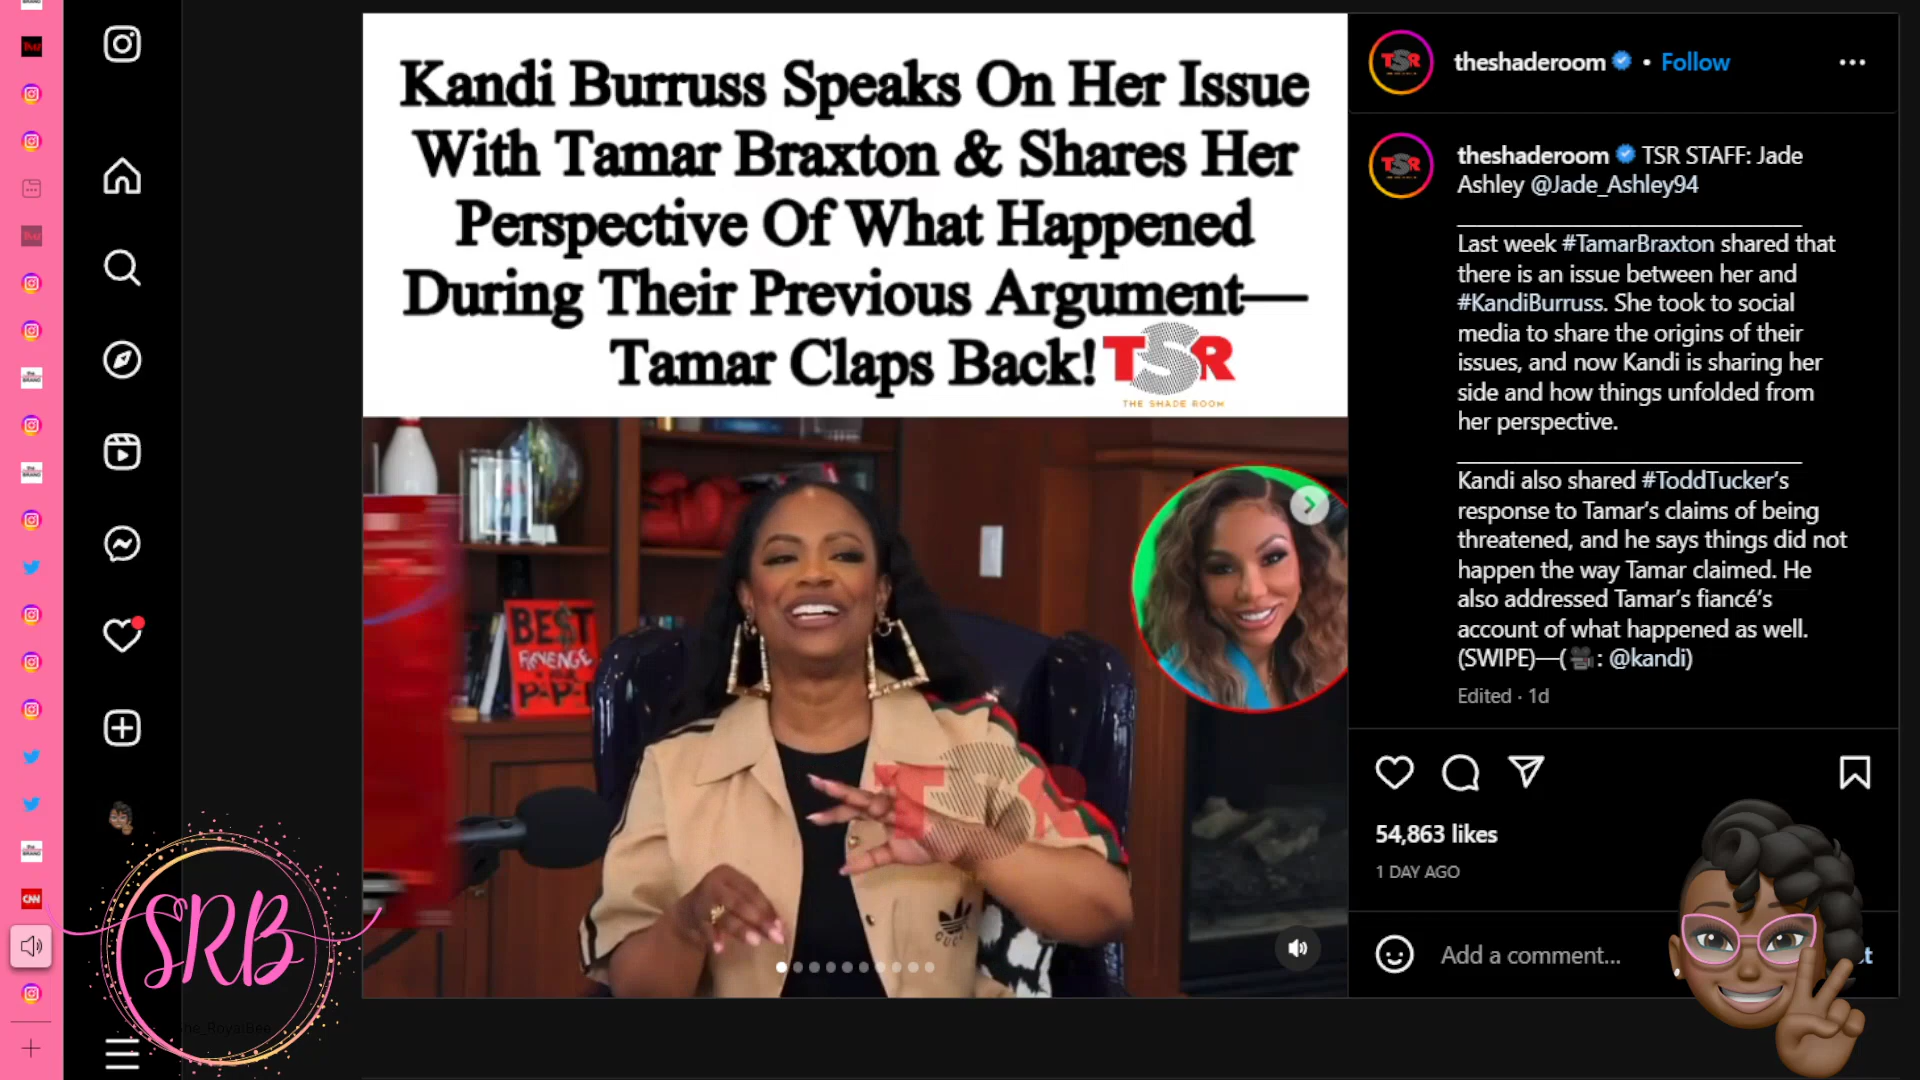 Kandi Burruss Speaks On Her Issue
With Tamar Braxton & Shares Her
Perspective Of What Happened
During Their Previous Argument—
Tamar Claps Back!
TSR
THE SHADE ROOM
BE$T
REVENGE
TSR
adidas
GUCCI
theshaderoom • Follow
theshaderoom TSR STAFF: Jade
Ashley @Jade_Ashley94
Last week #TamarBraxton shared that
there is an issue between her and
#KandiBurruss. She took to social
media to share the origins of their
issues, and now Kandi is sharing her
side and how things unfolded from
her perspective.
Kandi also shared #ToddTucker’s
response to Tamar’s claims of being
threatened, and he says things did not
happen the way Tamar claimed. He
also addressed Tamar’s fiancé’s
account of what happened as well.
(SWIPE)—(🎥: @kandi)
Edited · 1d
54,863 likes
1 DAY AGO
Add a comment...
SRB
CNN